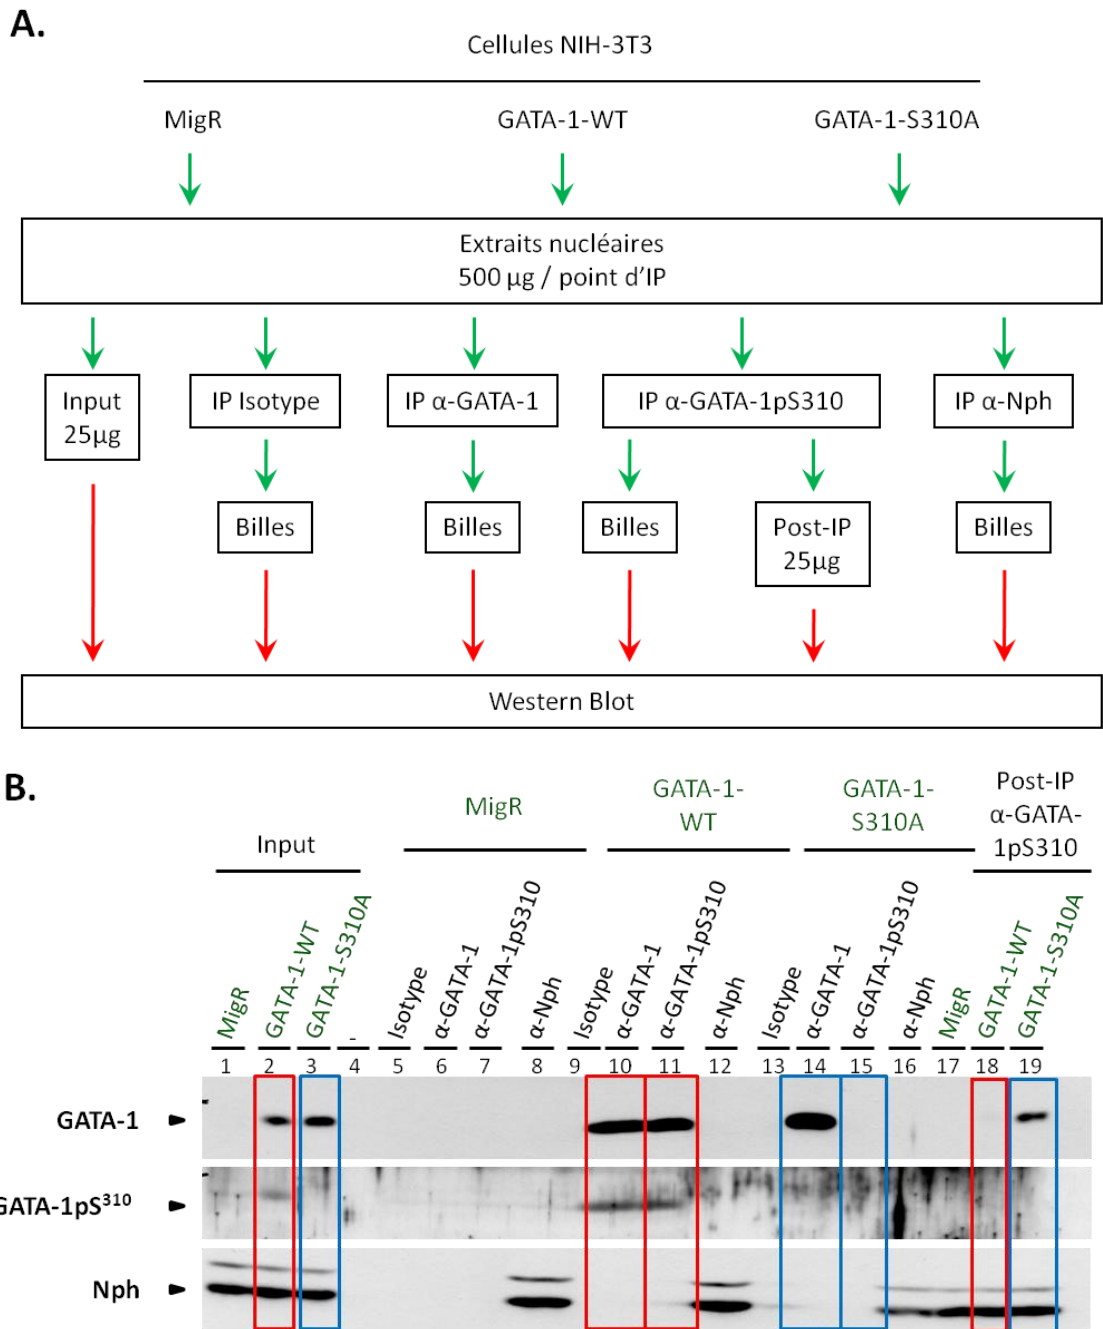 A.
Cellules NIH-3T3
MigR GATA-1-WT GATA-1-S310A
Extraits nucléaires
500 µg / point d’IP
Input
25µg
IP Isotype
IP α-GATA-1
IP α-GATA-1pS310
IP α-Nph
Billes
Billes
Billes
Post-IP
25µg
Billes
Western Blot
B.
Input
MigR
GATA-1-
WT
GATA-1-
S310A
Post-IP
α-GATA-
1pS310
MigR
GATA-1-WT
GATA-1-S310A
-
Isotype
α-GATA-1
α-GATA-1pS310
α-Nph
Isotype
α-GATA-1
α-GATA-1pS310
α-Nph
Isotype
α-GATA-1
α-GATA-1pS310
α-Nph
MigR
GATA-1-WT
GATA-1-S310A
1 2 3 4 5 6 7 8 9 10 11 12 13 14 15 16 17 18 19
GATA-1
GATA-1pS310
Nph